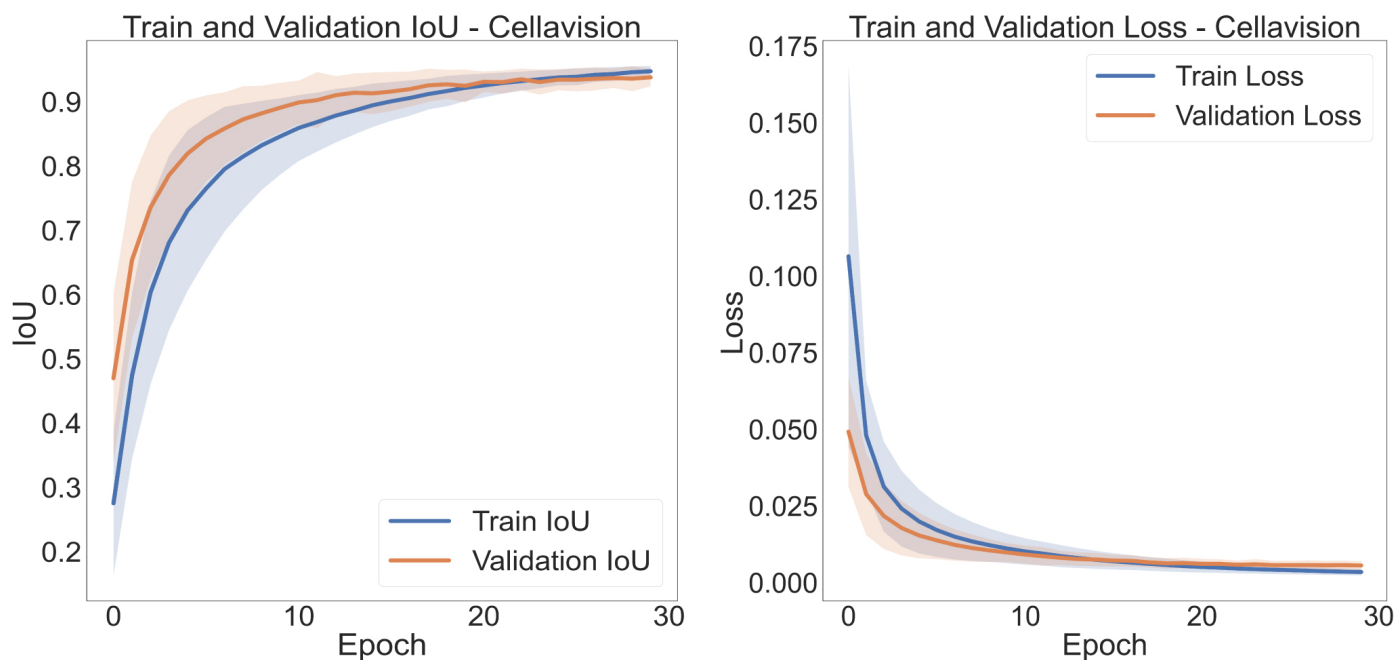 Train and Validation IoU - Cellavision
IoU
0.9
0.8
0.7
0.6
0.5
0.4
0.3
0.2
Train IoU
Validation IoU
0 10 20 30
Epoch
Train and Validation Loss - Cellavision
Loss
0.175
0.150
0.125
0.100
0.075
0.050
0.025
0.000
Train Loss
Validation Loss
0 10 20 30
Epoch